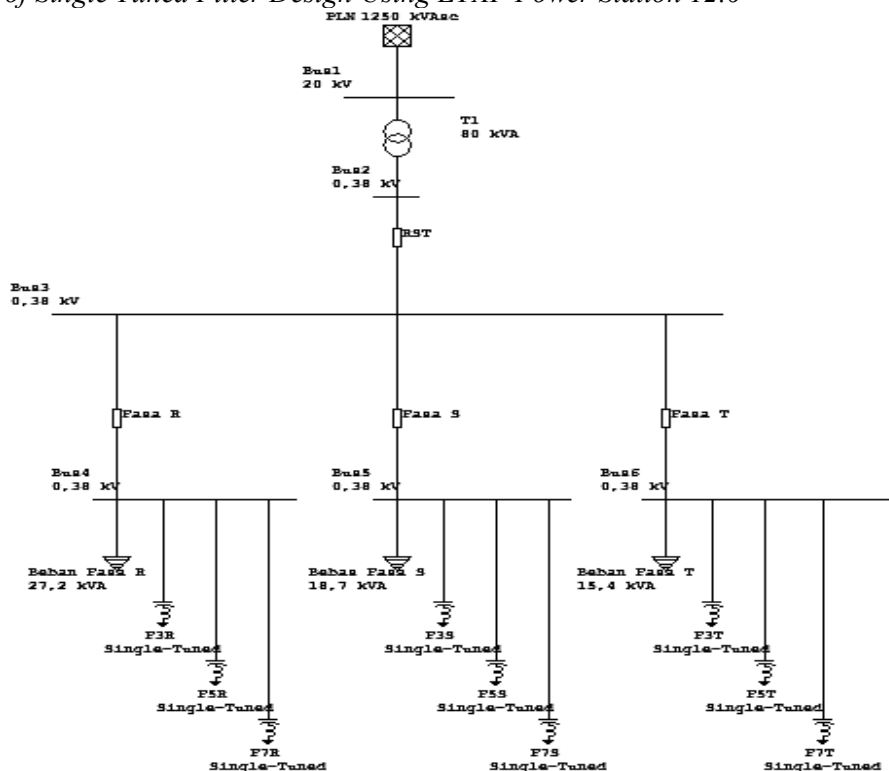 of Single Tuned Filter Design Using ETAP Power Station 12.6
PLN 1250 kVAsc
Bus1
20 kV
T1
80 kVA
Bus2
0,38 kV
RST
Bus3
0,38 kV
Fasa R
Fasa S
Fasa T
Bus4
0,38 kV
Bus5
0,38 kV
Bus6
0,38 kV
Beban Fasa R
27,2 kVA
Beban Fasa S
18,7 kVA
Beban Fasa T
15,4 kVA
F3R
Single-Tuned
F3S
Single-Tuned
F3T
Single-Tuned
F5R
Single-Tuned
F5S
Single-Tuned
F5T
Single-Tuned
F7R
Single-Tuned
F7S
Single-Tuned
F7T
Single-Tuned